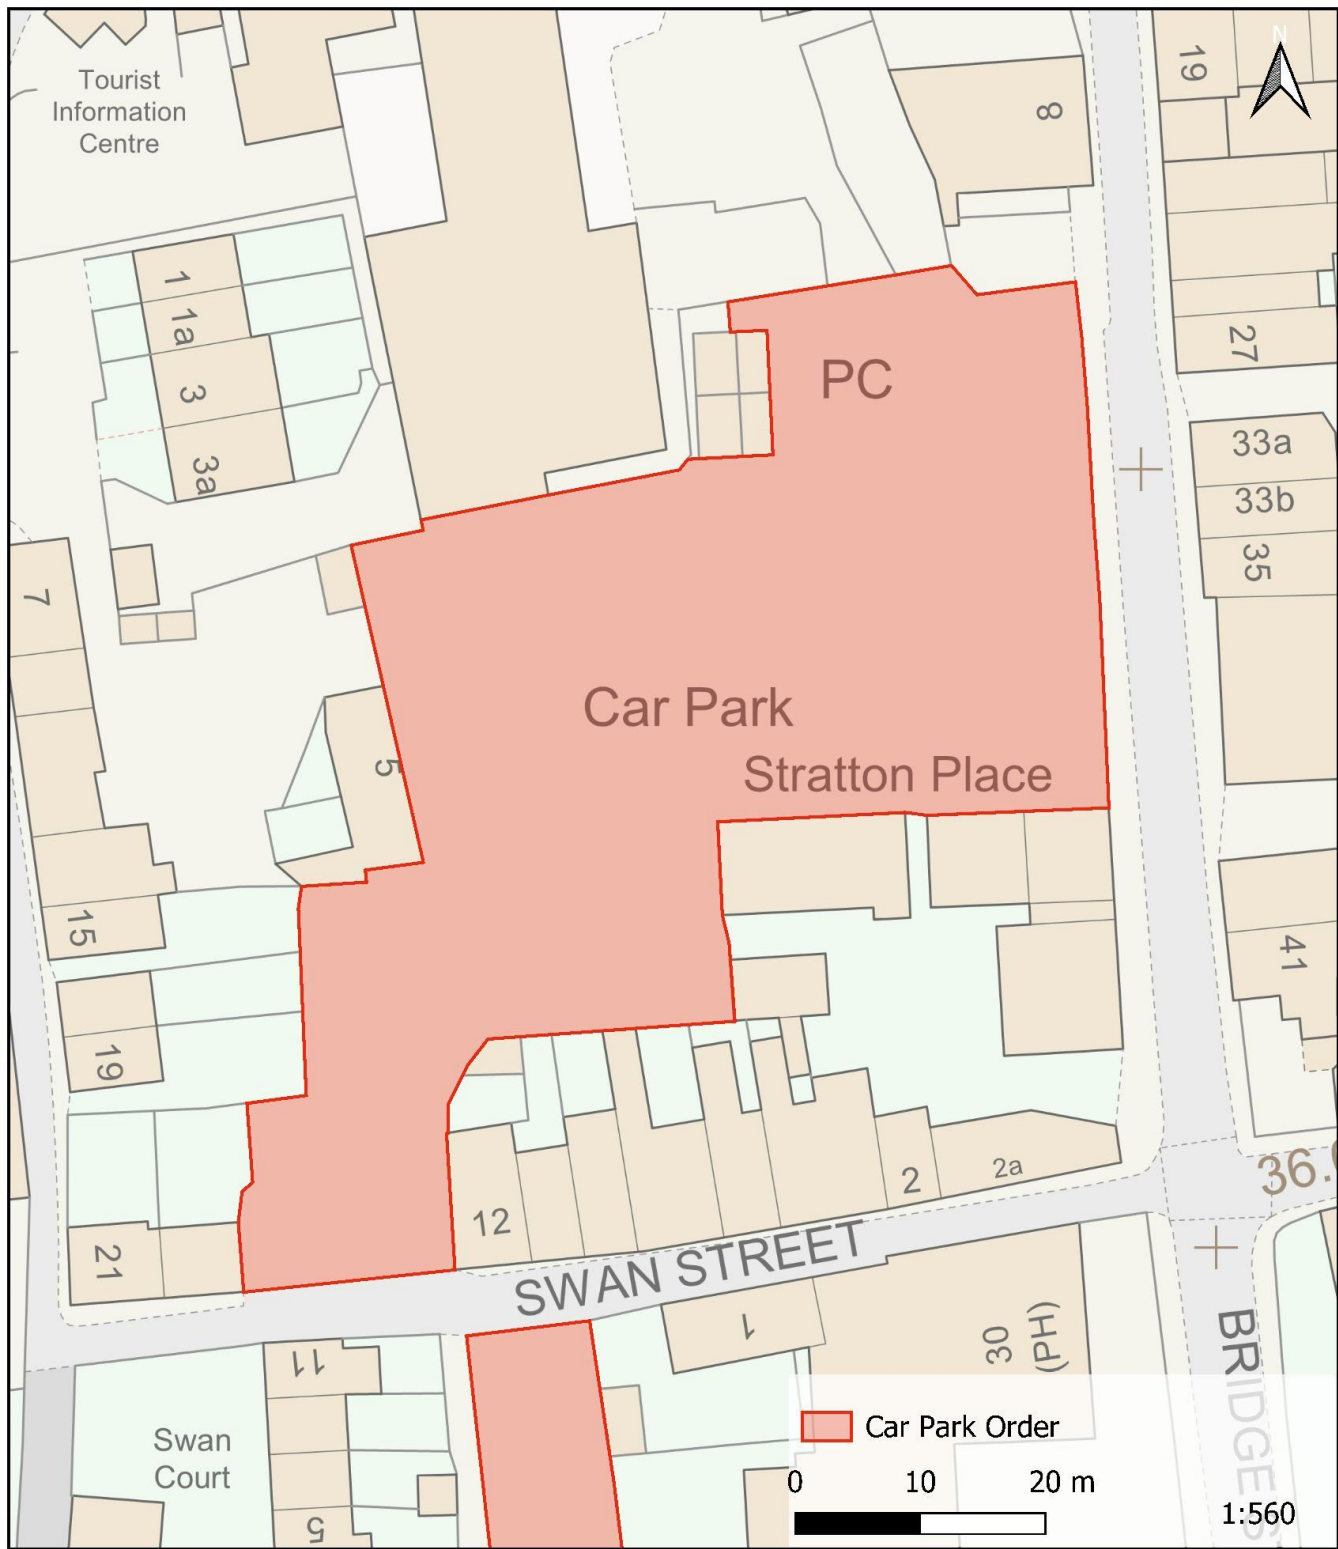 Tourist
Information
Centre
N
19
8
1
1a
3
3a
27
PC
33a
33b
35
7
Car Park
Stratton Place
5
15
41
19
2a
2
12
36.
21
SWAN STREET
1
30
(PH)
BRIDGE S
11
Swan
Court
5
Car Park Order
0 10 20 m
1:560